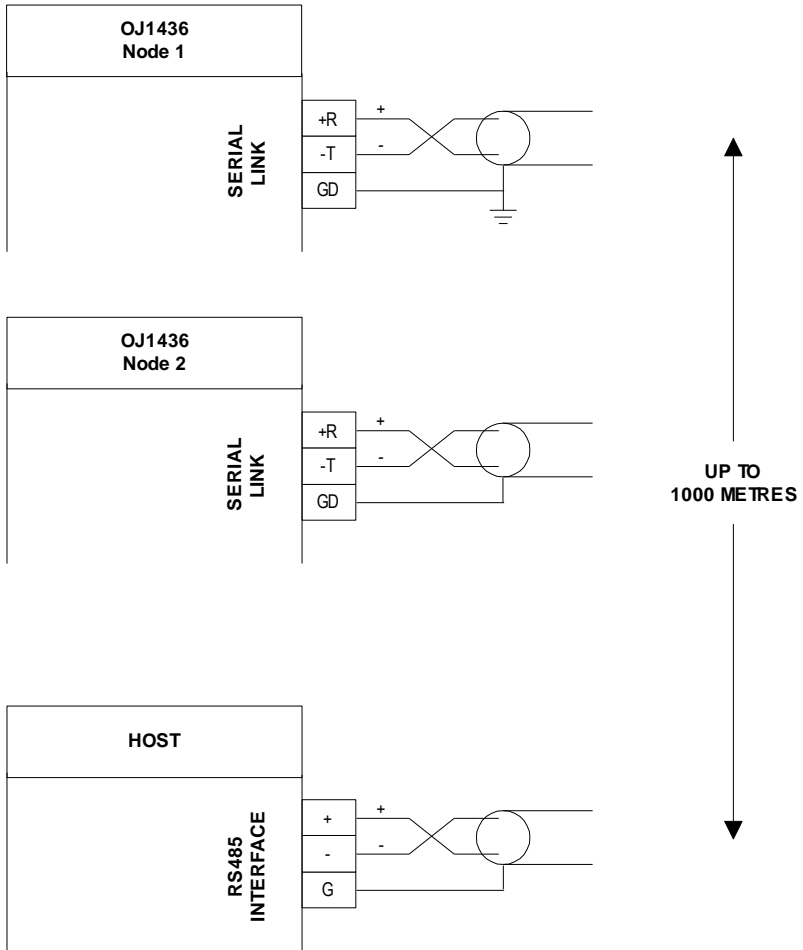 OJ1436
Node 1
SERIAL
LINK
+R
-T
GD
+
-
OJ1436
Node 2
SERIAL
LINK
+R
-T
GD
+
-
UP TO
1000 METRES
HOST
RS485
INTERFACE
+
-
G
+
-